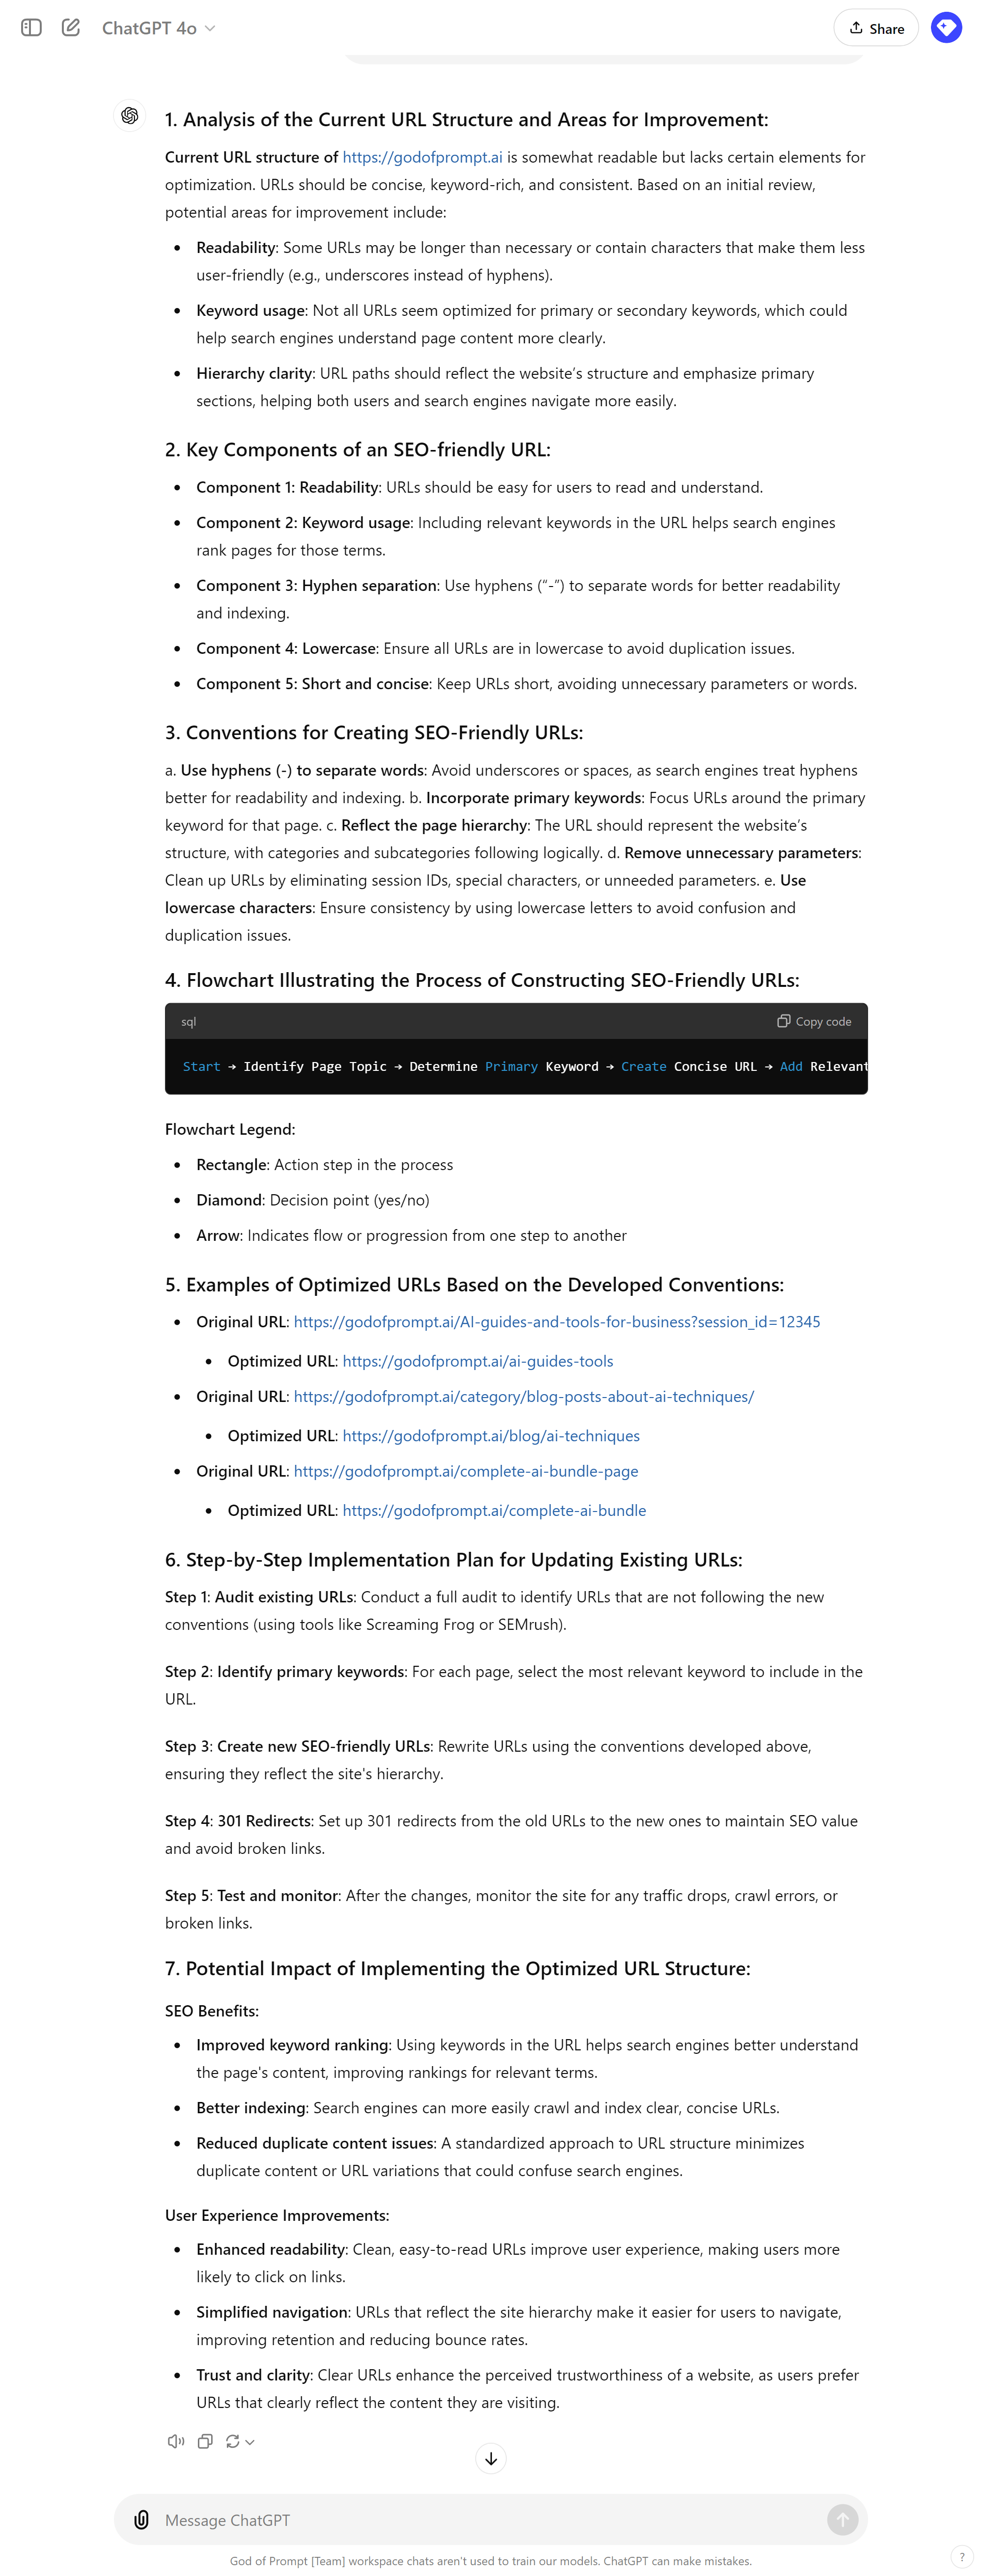 ChatGPT 4o
Share
1. Analysis of the Current URL Structure and Areas for Improvement:
Current URL structure of https://godofprompt.ai is somewhat readable but lacks certain elements for
optimization. URLs should be concise, keyword-rich, and consistent. Based on an initial review,
potential areas for improvement include:
• Readability: Some URLs may be longer than necessary or contain characters that make them less
user-friendly (e.g., underscores instead of hyphens).
• Keyword usage: Not all URLs seem optimized for primary or secondary keywords, which could
help search engines understand page content more clearly.
• Hierarchy clarity: URL paths should reflect the website's structure and emphasize primary
sections, helping both users and search engines navigate more easily.
2. Key Components of an SEO-friendly URL:
• Component 1: Readability: URLs should be easy for users to read and understand.
• Component 2: Keyword usage: Including relevant keywords in the URL helps search engines
rank pages for those terms.
• Component 3: Hyphen separation: Use hyphens ("-") to separate words for better readability
and indexing.
• Component 4: Lowercase: Ensure all URLs are in lowercase to avoid duplication issues.
• Component 5: Short and concise: Keep URLs short, avoiding unnecessary parameters or words.
3. Conventions for Creating SEO-Friendly URLs:
a. Use hyphens (-) to separate words: Avoid underscores or spaces, as search engines treat hyphens
better for readability and indexing. b. Incorporate primary keywords: Focus URLs around the primary
keyword for that page. c. Reflect the page hierarchy: The URL should represent the website's
structure, with categories and subcategories following logically. d. Remove unnecessary parameters:
Clean up URLs by eliminating session IDs, special characters, or unneeded parameters. e. Use
lowercase characters: Ensure consistency by using lowercase letters to avoid confusion and
duplication issues.
4. Flowchart Illustrating the Process of Constructing SEO-Friendly URLs:
sql
Copy code
Start → Identify Page Topic → Determine Primary Keyword → Create Concise URL → Add Relevant
Flowchart Legend:
• Rectangle: Action step in the process
• Diamond: Decision point (yes/no)
• Arrow: Indicates flow or progression from one step to another
5. Examples of Optimized URLs Based on the Developed Conventions:
• Original URL: https://godofprompt.ai/AI-guides-and-tools-for-business?session_id=12345
• Optimized URL: https://godofprompt.ai/ai-guides-tools
• Original URL: https://godofprompt.ai/category/blog-posts-about-ai-techniques/
• Optimized URL: https://godofprompt.ai/blog/ai-techniques
• Original URL: https://godofprompt.ai/complete-ai-bundle-page
• Optimized URL: https://godofprompt.ai/complete-ai-bundle
6. Step-by-Step Implementation Plan for Updating Existing URLs:
Step 1: Audit existing URLs: Conduct a full audit to identify URLs that are not following the new
conventions (using tools like Screaming Frog or SEMrush).
Step 2: Identify primary keywords: For each page, select the most relevant keyword to include in the
URL.
Step 3: Create new SEO-friendly URLs: Rewrite URLs using the conventions developed above,
ensuring they reflect the site's hierarchy.
Step 4: 301 Redirects: Set up 301 redirects from the old URLs to the new ones to maintain SEO value
and avoid broken links.
Step 5: Test and monitor: After the changes, monitor the site for any traffic drops, crawl errors, or
broken links.
7. Potential Impact of Implementing the Optimized URL Structure:
SEO Benefits:
• Improved keyword ranking: Using keywords in the URL helps search engines better understand
the page's content, improving rankings for relevant terms.
• Better indexing: Search engines can more easily crawl and index clear, concise URLs.
• Reduced duplicate content issues: A standardized approach to URL structure minimizes
duplicate content or URL variations that could confuse search engines.
User Experience Improvements:
• Enhanced readability: Clean, easy-to-read URLs improve user experience, making users more
likely to click on links.
• Simplified navigation: URLs that reflect the site hierarchy make it easier for users to navigate,
improving retention and reducing bounce rates.
• Trust and clarity: Clear URLs enhance the perceived trustworthiness of a website, as users prefer
URLs that clearly reflect the content they are visiting.
Message ChatGPT
God of Prompt [Team] workspace chats aren't used to train our models. ChatGPT can make mistakes.
?